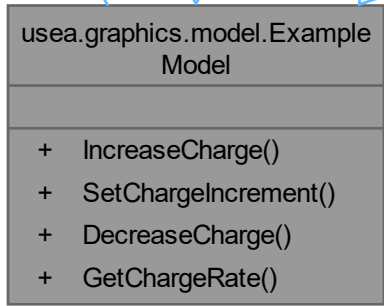 usea.graphics.model.Example
Model
+ IncreaseCharge()
+ SetChargeIncrement()
+ DecreaseCharge()
+ GetChargeRate()